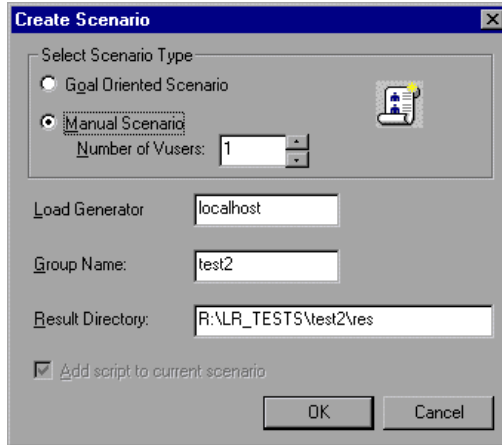 Create Scenario
Select Scenario Type
Goal Oriented Scenario
Manual Scenario
Number of Vusers: 1
Load Generator localhost
Group Name: test2
Result Directory: R:\LR_TESTS\test2\res
Add script to current scenario
OK Cancel